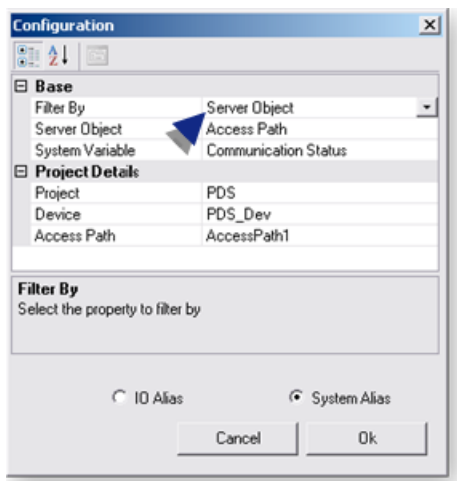 Configuration
Base
Filter By Server Object
Server Object Access Path
System Variable Communication Status
Project Details
Project PDS
Device PDS_Dev
Access Path AccessPath1
Filter By
Select the property to filter by
IO Alias System Alias
Cancel Ok